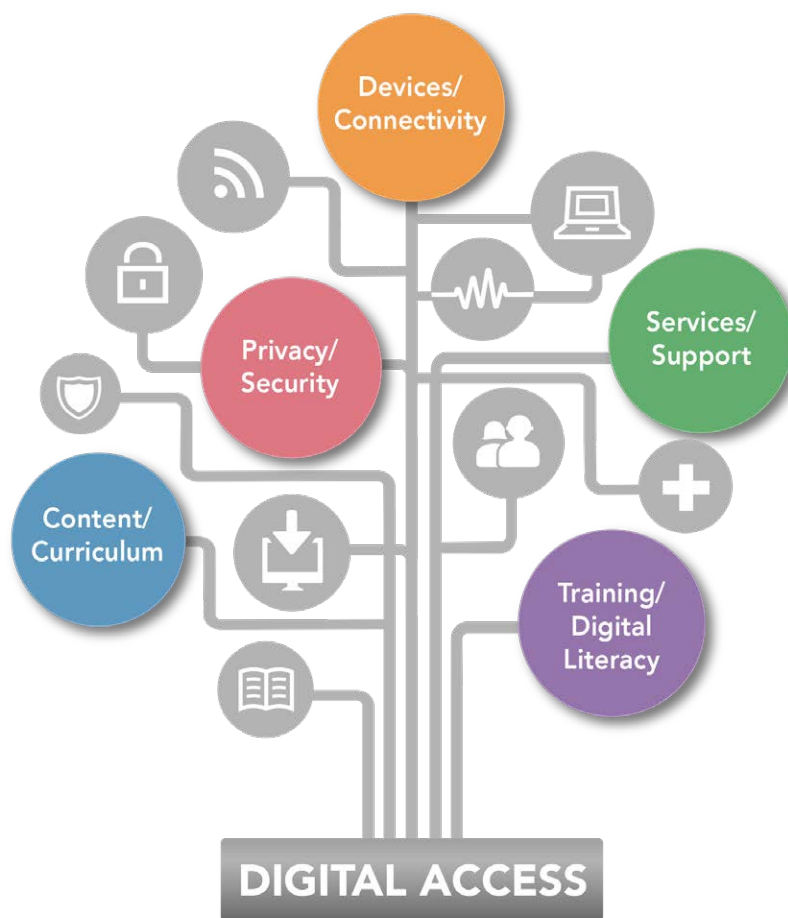 Devices/
Connectivity
Privacy/
Security
Services/
Support
Content/
Curriculum
Training/
Digital
Literacy
DIGITAL ACCESS